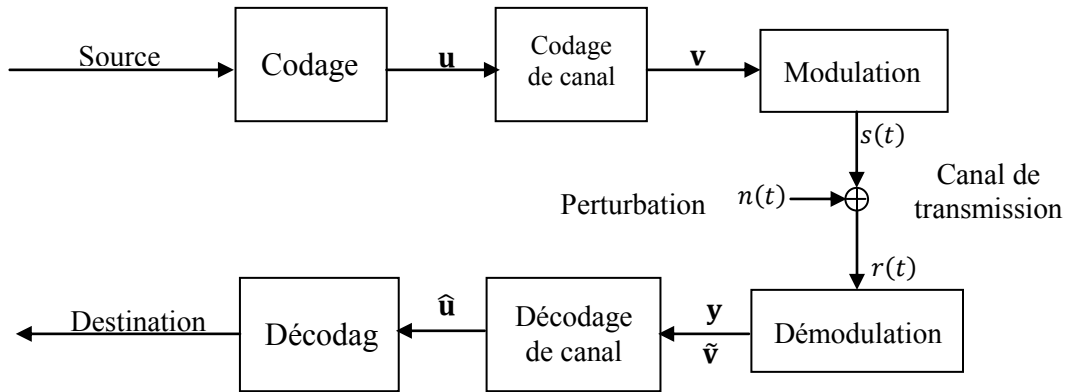 Source
Codage
u
Codage
de canal
v
Modulation
s(t)
Perturbation
n(t)
Canal de
transmission
r(t)
Destination
Décodag
û
Décodage
de canal
y
ṽ
Démodulation